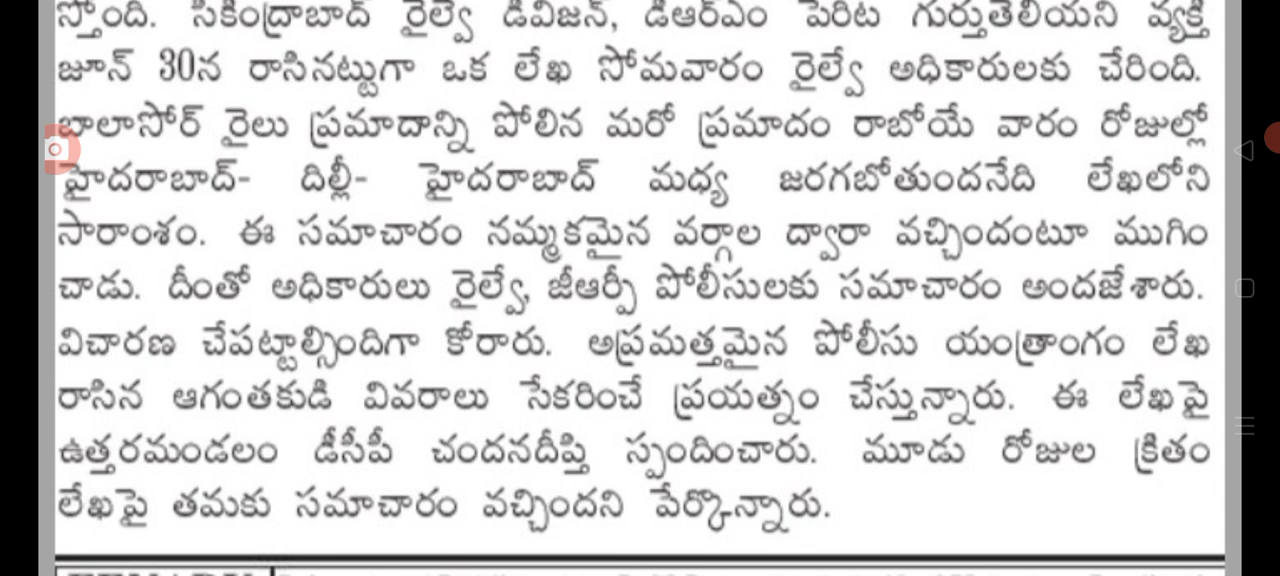 స్తోంది. సికింద్రాబాద్ రైల్వే డివిజన్, డీఆర్ఎం పేరిట గుర్తుతెలియని వ్యక్తి
జూన్ 30న రాసినట్టుగా ఒక లేఖ సోమవారం రైల్వే అధికారులకు చేరింది.
బాలాసోర్ రైలు ప్రమాదాన్ని పోలిన మరో ప్రమాదం రాబోయే వారం రోజుల్లో
హైదరాబాద్- దిల్లీ- హైదరాబాద్ మధ్య జరగబోతుందనేది లేఖలోని
సారాంశం. ఈ సమాచారం నమ్మకమైన వర్గాల ద్వారా వచ్చిందంటూ ముగిం
చాడు. దీంతో అధికారులు రైల్వే, జీఆర్పీ పోలీసులకు సమాచారం అందజేశారు.
విచారణ చేపట్టాల్సిందిగా కోరారు. అప్రమత్తమైన పోలీసు యంత్రాంగం లేఖ
రాసిన ఆగంతకుడి వివరాలు సేకరించే ప్రయత్నం చేస్తున్నారు. ఈ లేఖపై
ఉత్తరమండలం డీసీపీ చందనదీప్తి స్పందించారు. మూడు రోజుల క్రితం
లేఖపై తమకు సమాచారం వచ్చిందని పేర్కొన్నారు.